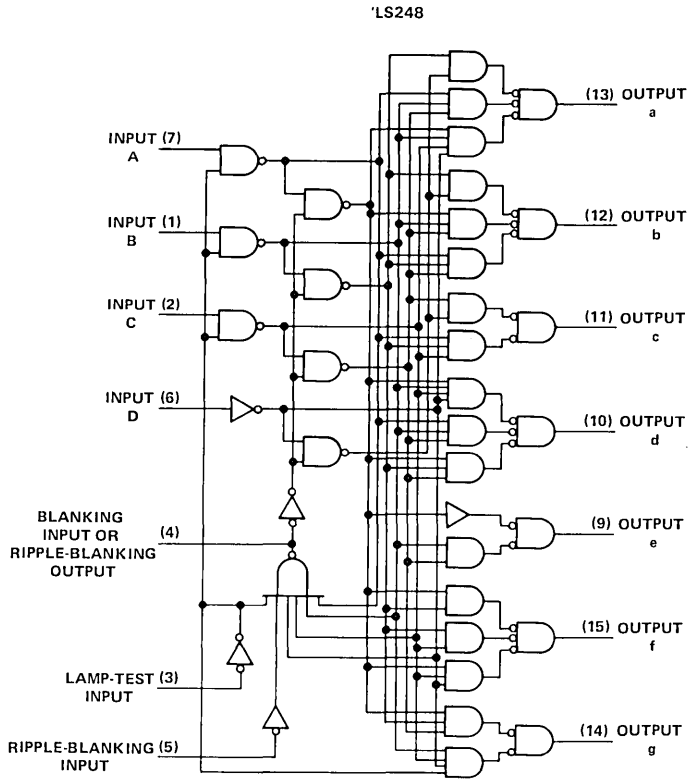 'LS248
INPUT (7)
A
INPUT (1)
B
INPUT (2)
C
INPUT (6)
D
BLANKING
INPUT OR (4)
RIPPLE-BLANKING
OUTPUT
LAMP-TEST (3)
INPUT
RIPPLE-BLANKING (5)
INPUT
(13) OUTPUT
a
(12) OUTPUT
b
(11) OUTPUT
c
(10) OUTPUT
d
(9) OUTPUT
e
(15) OUTPUT
f
(14) OUTPUT
g